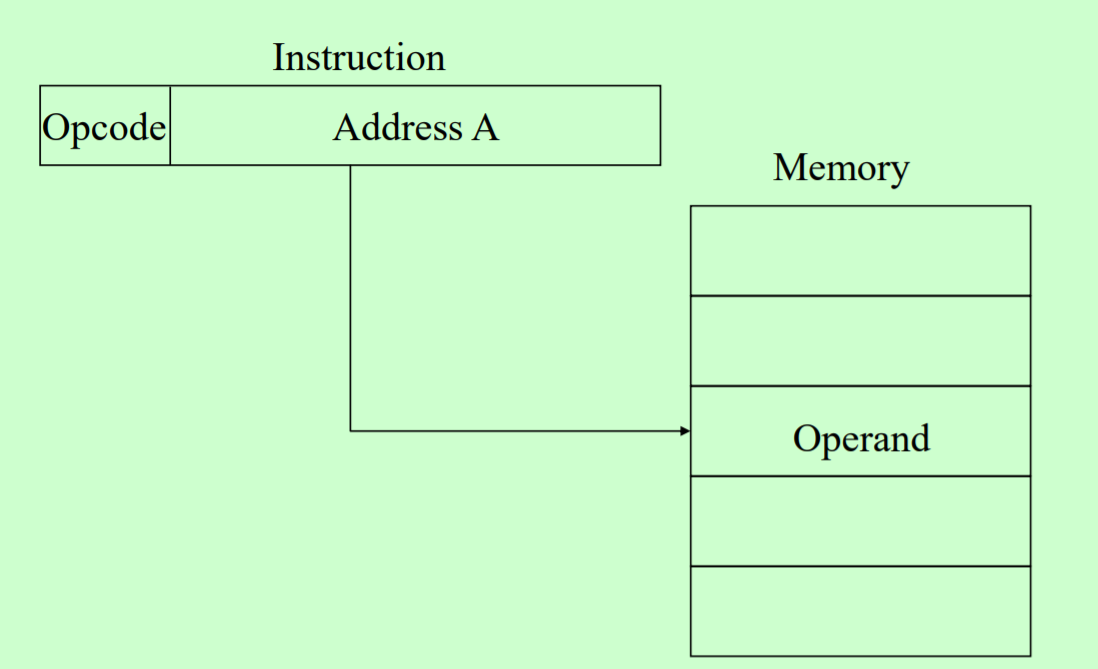 Instruction
Opcode Address A
Memory
Operand